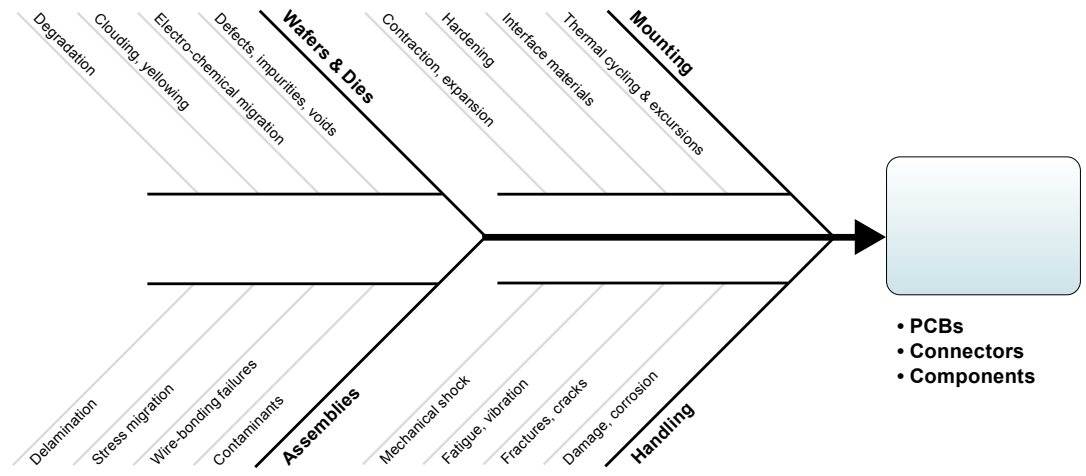 Degradation
Clouding, yellowing
Electro-chemical migration
Defects, impurities, voids
Wafers & Dies
Contraction, expansion
Hardening
Interface materials
Thermal cycling & excursions
Mounting
• PCBs
• Connectors
• Components
Delamination
Stress migration
Wire-bonding failures
Contaminants
Assemblies
Mechanical shock
Fatigue, vibration
Fractures, cracks
Damage, corrosion
Handling